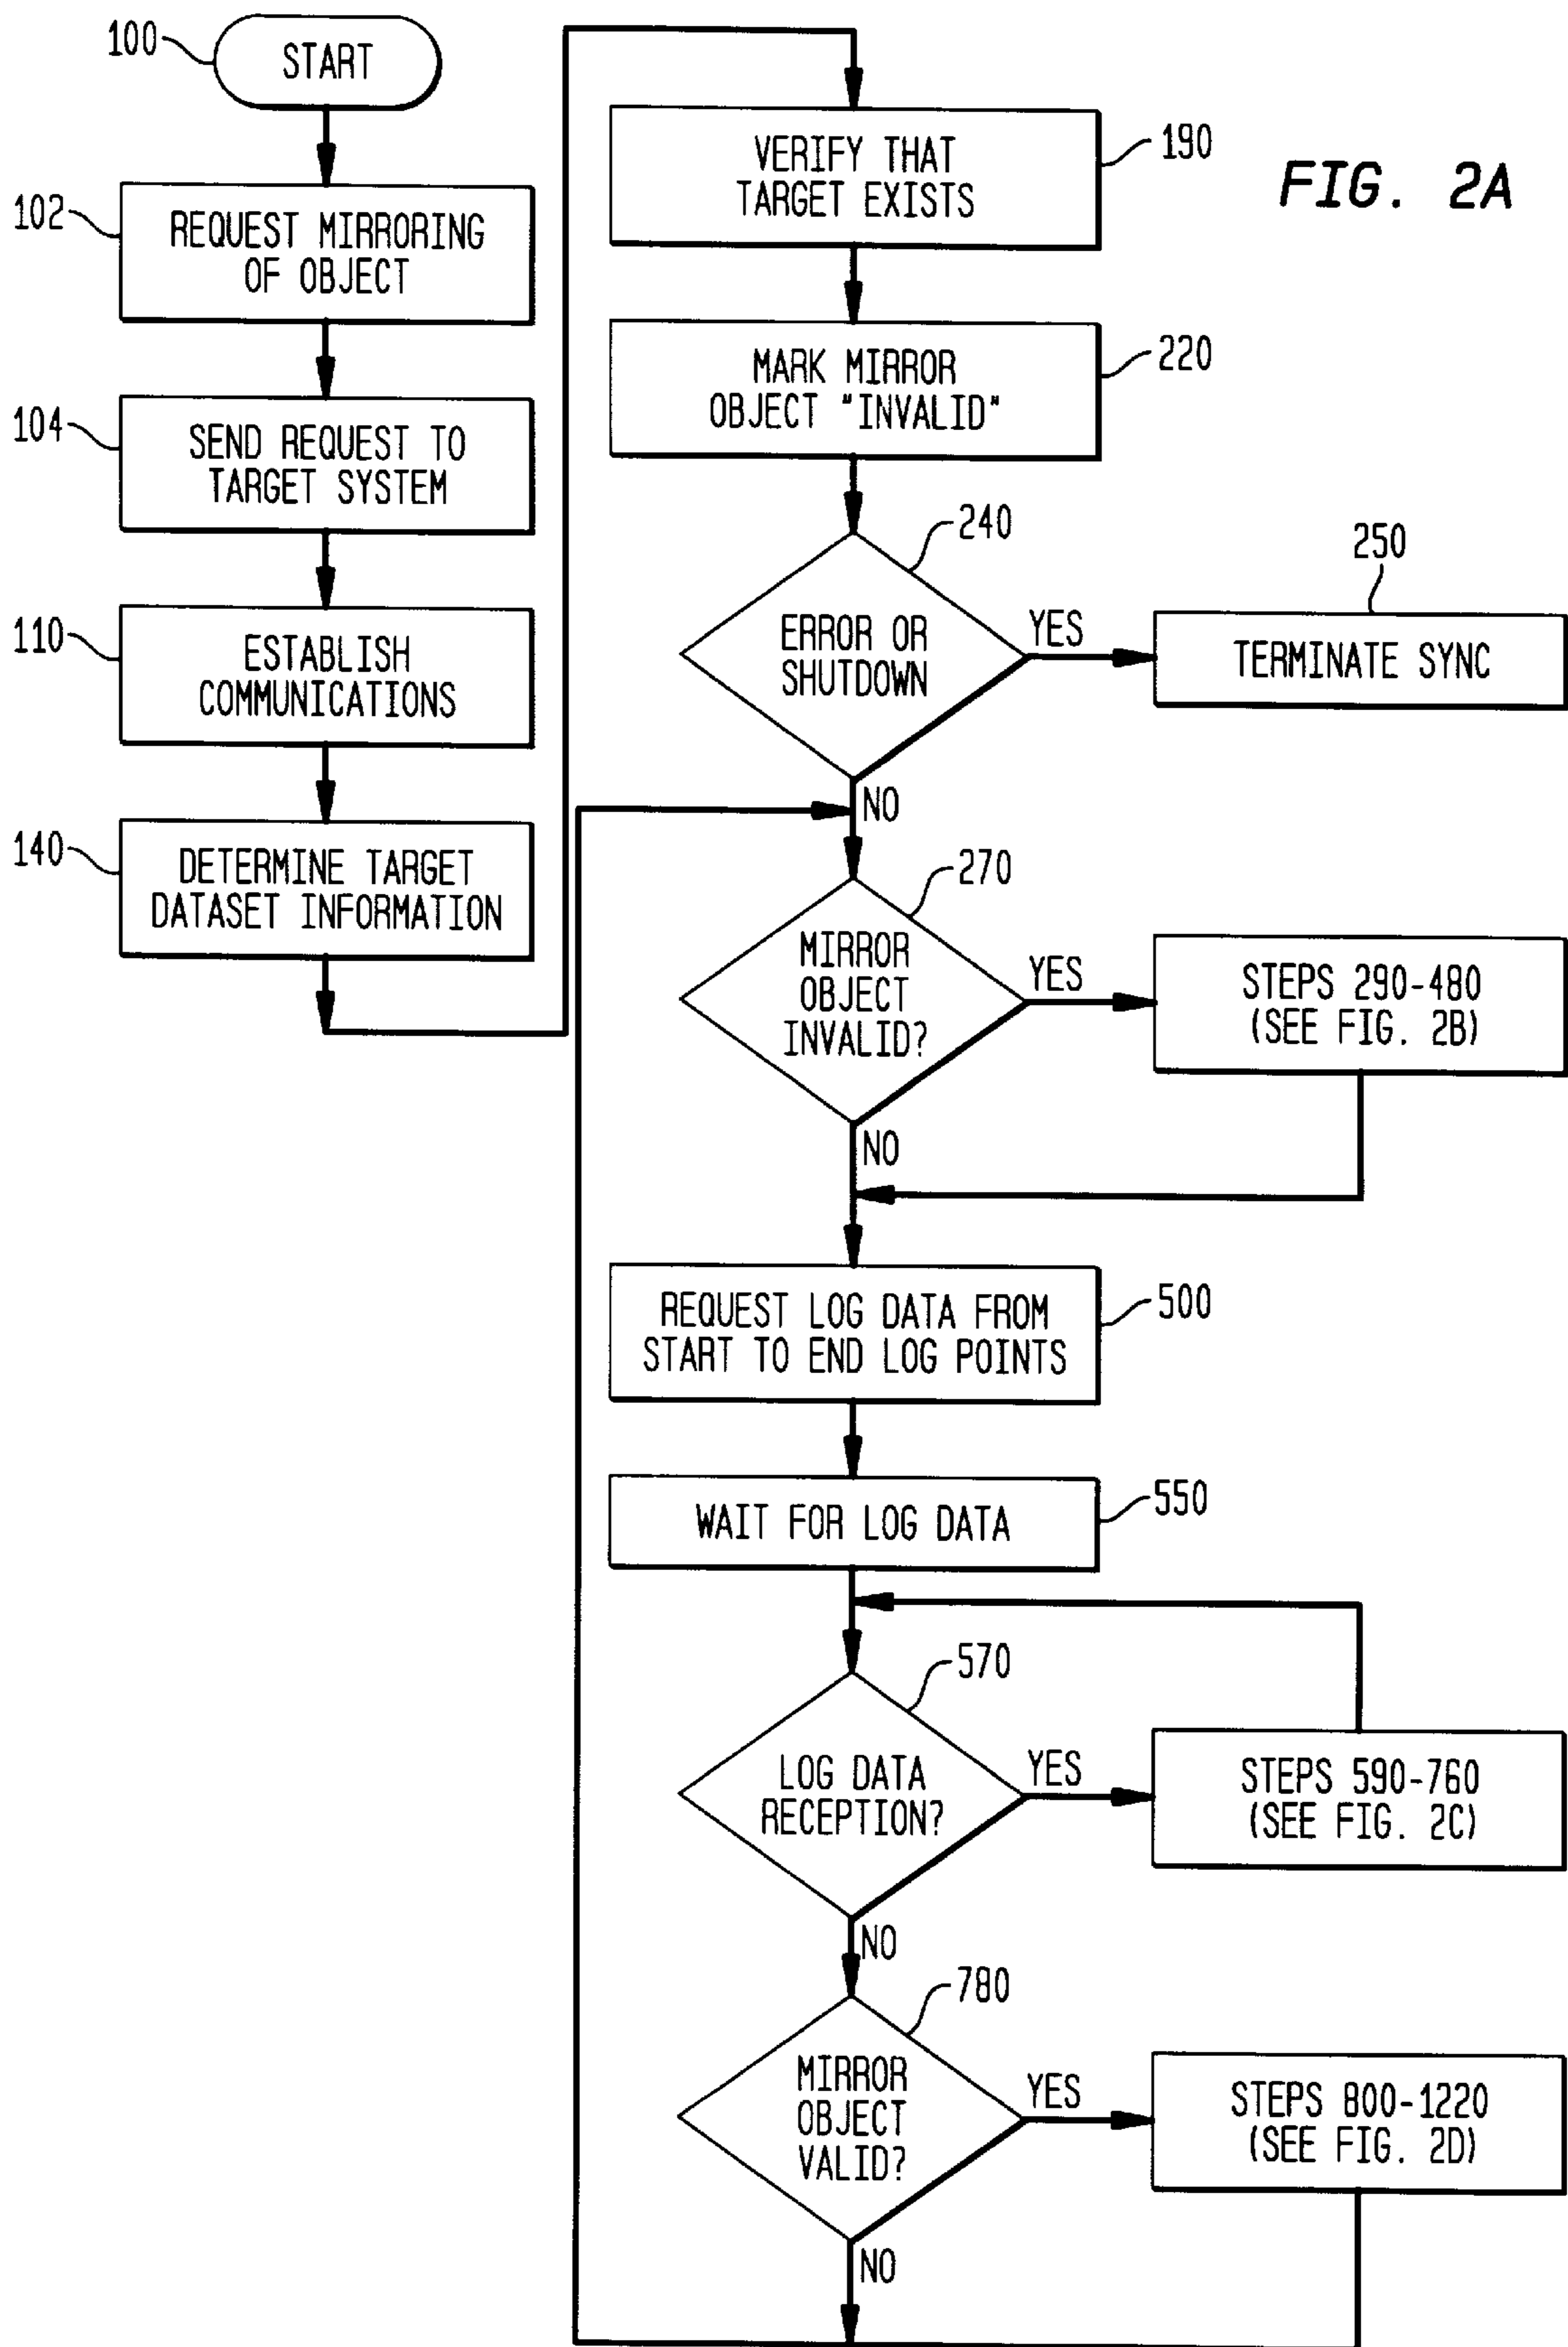 FIG. 2A
100
START
102
REQUEST MIRRORING
OF OBJECT
104
SEND REQUEST TO
TARGET SYSTEM
110
ESTABLISH
COMMUNICATIONS
140
DETERMINE TARGET
DATASET INFORMATION
VERIFY THAT
TARGET EXISTS
190
MARK MIRROR
OBJECT "INVALID"
220
240
ERROR OR
SHUTDOWN
YES
250
TERMINATE SYNC
NO
270
MIRROR
OBJECT
INVALID?
YES
STEPS 290-480
(SEE FIG. 2B)
NO
REQUEST LOG DATA FROM
START TO END LOG POINTS
500
WAIT FOR LOG DATA
550
570
LOG DATA
RECEPTION?
YES
STEPS 590-760
(SEE FIG. 2C)
NO
780
MIRROR
OBJECT
VALID?
YES
STEPS 800-1220
(SEE FIG. 2D)
NO